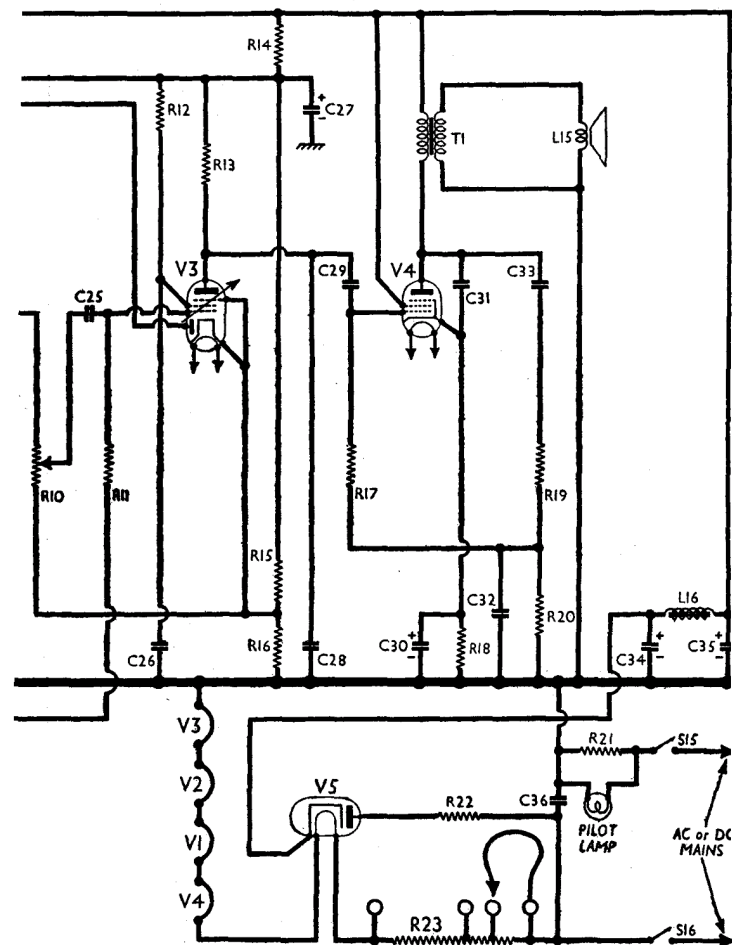 R14
R12
+
-
C27
R13
T1
L15
V3
C29
V4
C33
C25
C31
R10
R11
R17
R19
R15
L16
C32
R20
R16
C26
C28
C30
+
-
R18
C34
+
-
C35
+
-
V3
R21
S15
V2
V5
R22
C36
V1
PILOT
LAMP
AC or DC
MAINS
V4
R23
S16